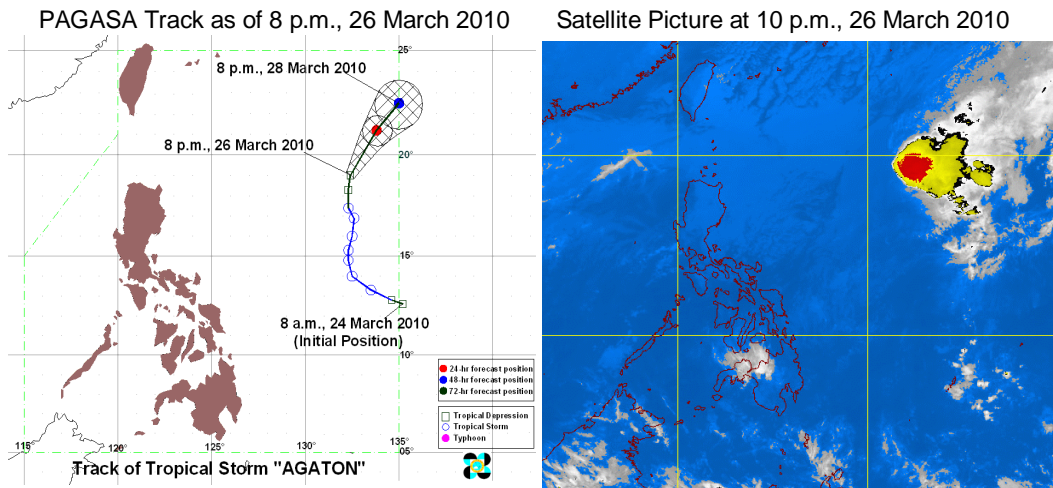 PAGASA Track as of 8 p.m., 26 March 2010
Satellite Picture at 10 p.m., 26 March 2010
25°
8 p.m., 28 March 2010
8 p.m., 26 March 2010
20°
15°
8 a.m., 24 March 2010
(Initial Position)
10°
24-hr forecast position
48-hr forecast position
72-hr forecast position
Tropical Depression
Tropical Storm
Typhoon
115 120 125 130 135 05°
Track of Tropical Storm "AGATON"